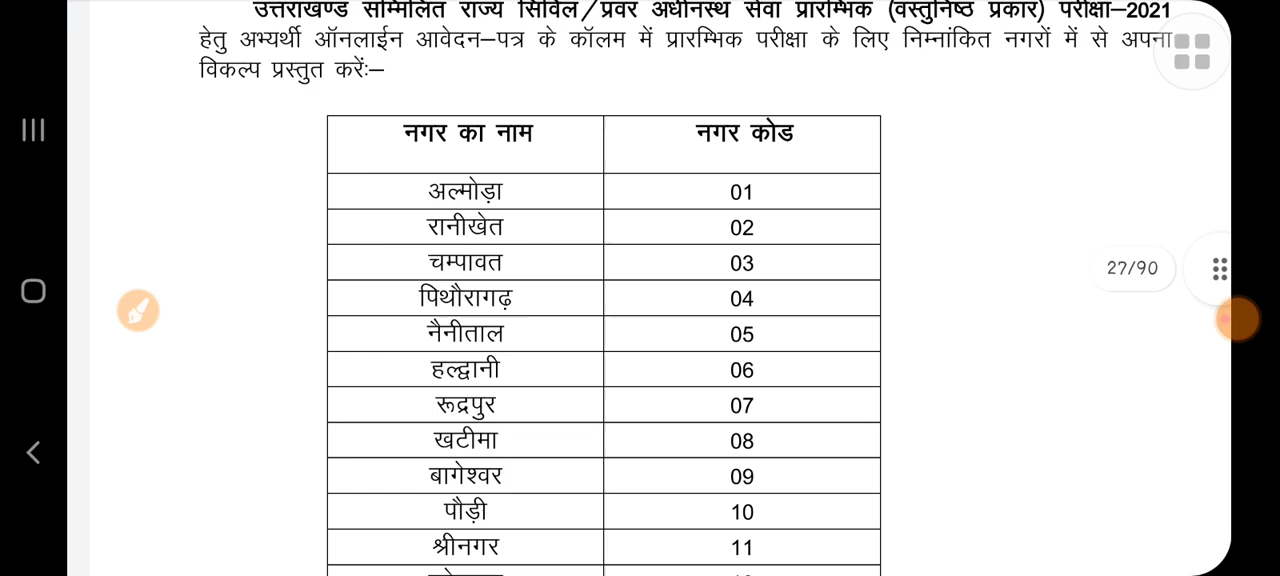 उत्तराखण्ड सम्मिलित राज्य सिविल/प्रवर अधीनस्थ सेवा प्रारम्भिक (वस्तुनिष्ठ प्रकार) परीक्षा–2021
हेतु अभ्यर्थी ऑनलाईन आवेदन–पत्र के कॉलम में प्रारम्भिक परीक्षा के लिए निम्नांकित नगरों में से अपना
विकल्प प्रस्तुत करेंः–
नगर का नाम नगर कोड
अल्मोड़ा 01
रानीखेत 02
चम्पावत 03
पिथौरागढ़ 04
नैनीताल 05
हल्द्वानी 06
रूद्रपुर 07
खटीमा 08
बागेश्वर 09
पौड़ी 10
श्रीनगर 11
27/90